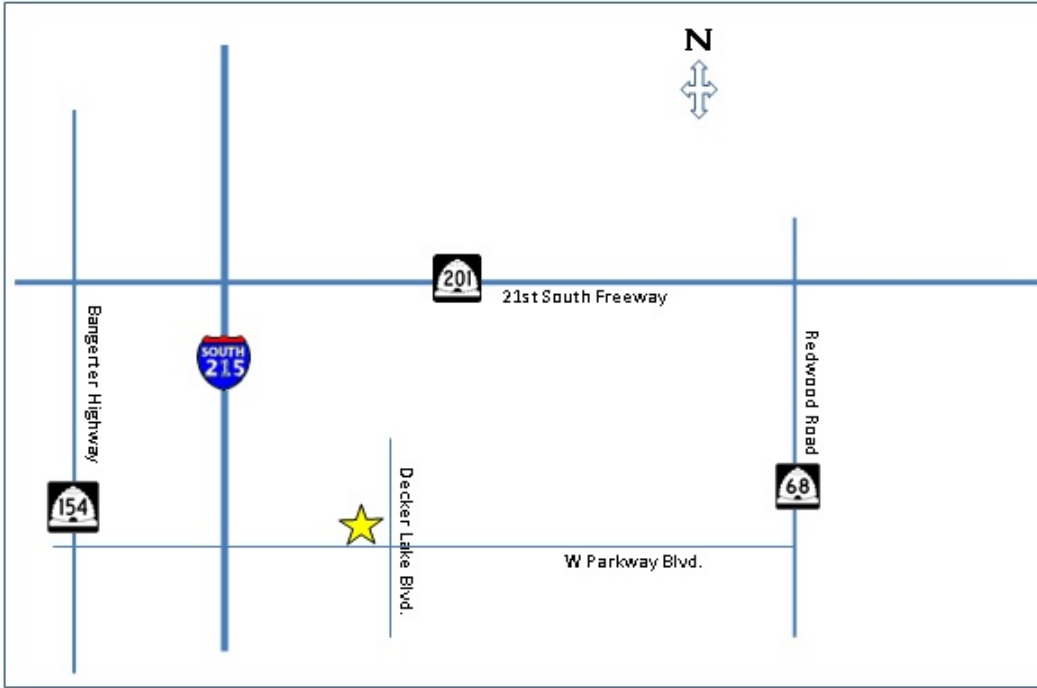 N
201
21st South Freeway
Bangerter Highway
SOUTH
215
Redwood Road
154
68
Decker Lake Blvd.
W Parkway Blvd.